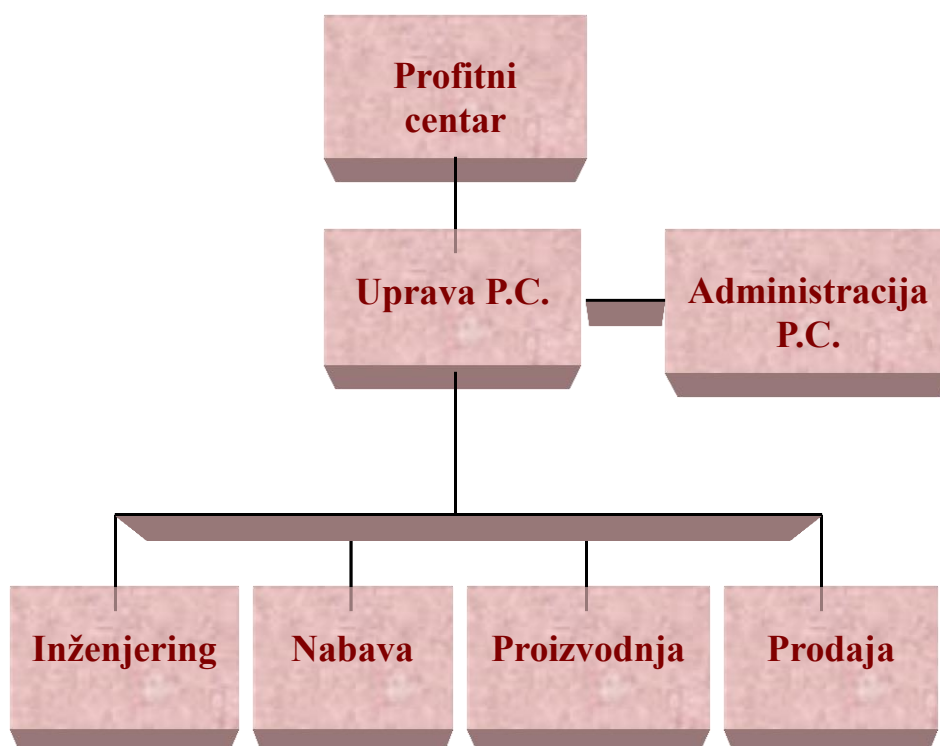 Profitni
centar
Uprava P.C.
Administracija
P.C.
Inženjering
Nabava
Proizvodnja
Prodaja